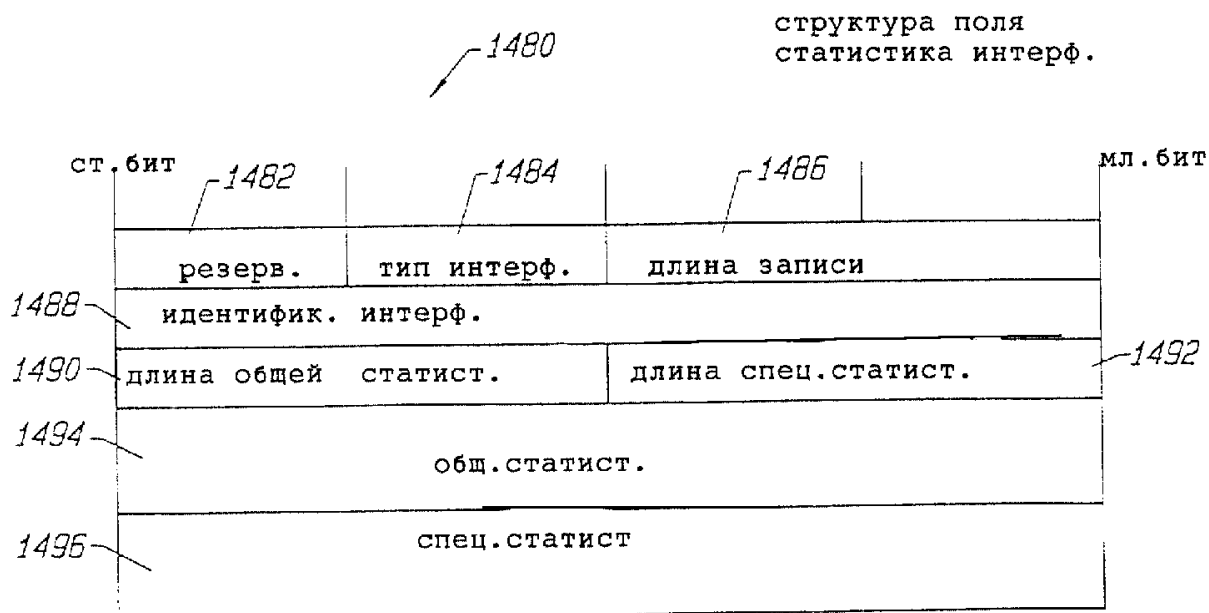 структура поля
статистика интерф.
1480
ст.бит
мл.бит
1482
1484
1486
резерв.
тип интерф.
длина записи
1488
идентифик. интерф.
1490
длина общей статист.
длина спец.статист.
1492
1494
общ.статист.
1496
спец.статист